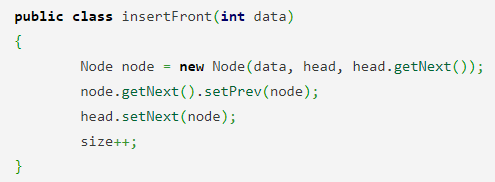 public class insertFront(int data)
{
        Node node = new Node(data, head, head.getNext());
        node.getNext().setPrev(node);
        head.setNext(node);
        size++;
}